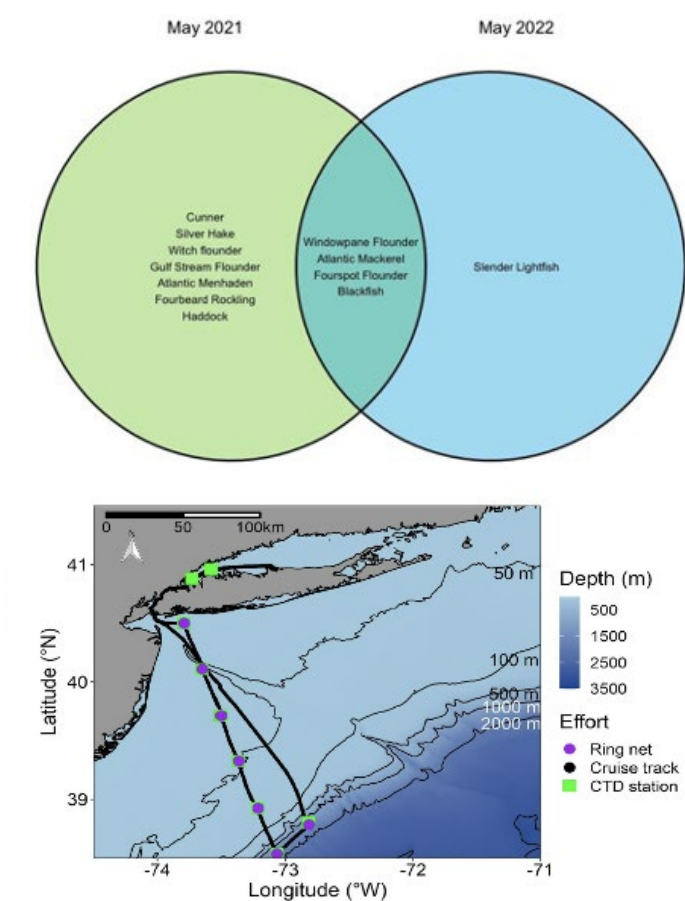 May 2021
May 2022
Cunner
Silver Hake
Witch flounder
Gulf Stream Flounder
Atlantic Menhaden
Fourbeard Rockling
Haddock
Windowpane Flounder
Atlantic Mackerel
Fourspot Flounder
Blackfish
Slender Lightfish
0 50 100km
41
40
39
Latitude (°N)
50 m
100 m
500 m
1000 m
2000 m
-74 -73 -72 -71
Longitude (°W)
Depth (m)
500
1500
2500
3500
Effort
Ring net
Cruise track
CTD station